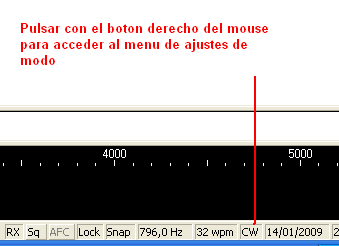 Pulsar con el boton derecho del mouse
para acceder al menu de ajustes de
modo
4000 5000
RX Sq AFC Lock Snap 796,0 Hz 32 wpm CW 14/01/2009